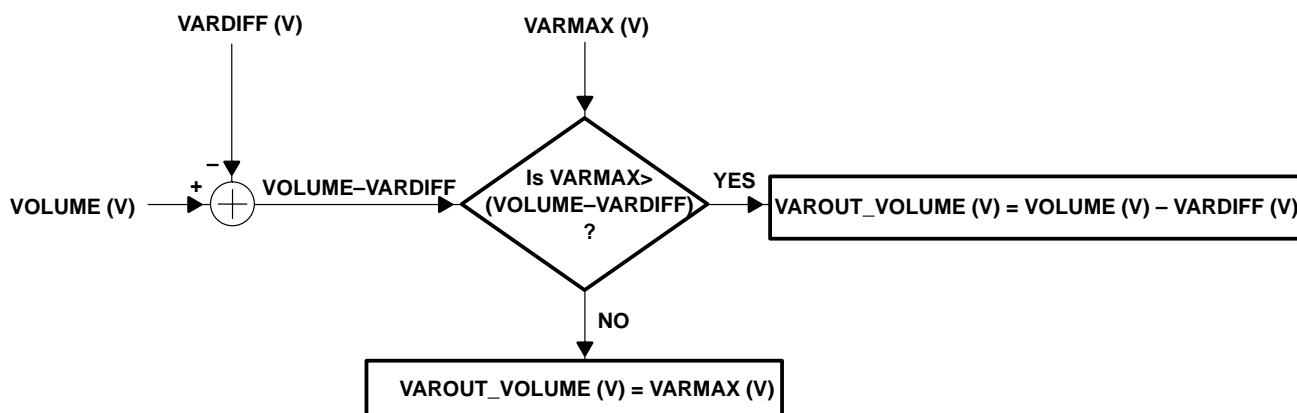 VARDIFF (V)
VARMAX (V)
–
+
VOLUME (V)
VOLUME–VARDIFF
Is VARMAX>
(VOLUME–VARDIFF)
?
YES
VAROUT_VOLUME (V) = VOLUME (V) – VARDIFF (V)
NO
VAROUT_VOLUME (V) = VARMAX (V)